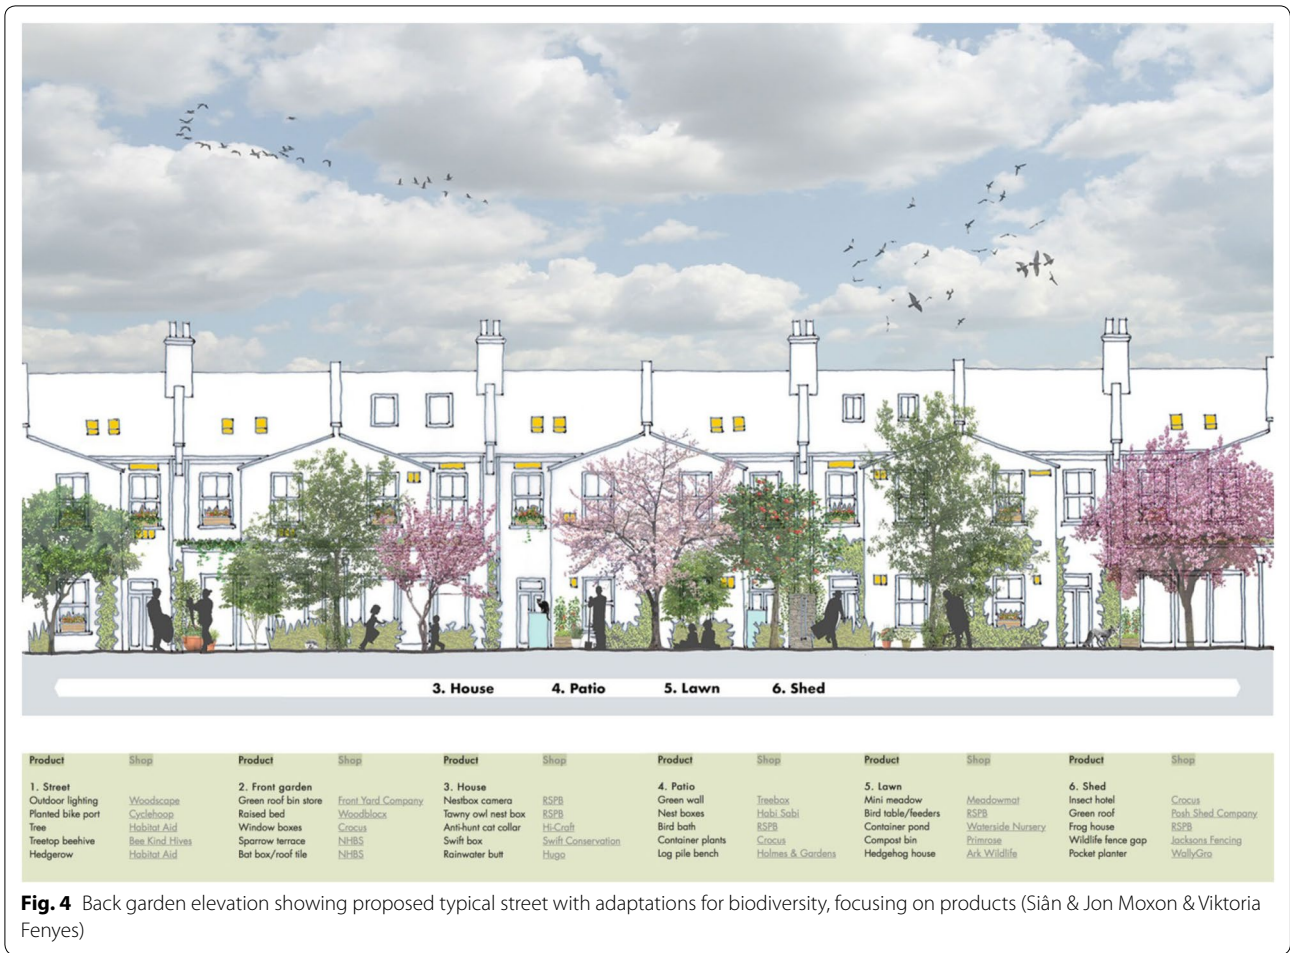 3. House 4. Patio 5. Lawn 6. Shed
Product Shop Product Shop Product Shop Product Shop Product Shop Product Shop
1. Street 2. Front garden 3. House 4. Patio 5. Lawn 6. Shed
Outdoor lighting Woodscape Green roof bin store Front Yard Company Nestbox camera RSPB Green wall Treebox Mini meadow Meadowmat Insect hotel Crocus
Planted bike port Cyclehoop Raised bed Woodblocx Tawny owl nest box RSPB Nest boxes Habi Sabi Bird table/feeders RSPB Green roof Posh Shed Company
Tree Habitat Aid Window boxes Crocus Anti-hunt cat collar Hi-Craft Bird bath RSPB Container pond Waterside Nursery Frog house RSPB
Treetop beehive Bee Kind Hives Sparrow terrace NHBS Swift box Swift Conservation Container plants Crocus Compost bin Primrose Wildlife fence gap Jacksons Fencing
Hedgerow Habitat Aid Bat box/roof tile NHBS Rainwater butt Hugo Log pile bench Holmes & Gardens Hedgehog house Ark Wildlife Pocket planter WallyGro
Fig. 4 Back garden elevation showing proposed typical street with adaptations for biodiversity, focusing on products (Siân & Jon Moxon & Viktoria
Fenyes)